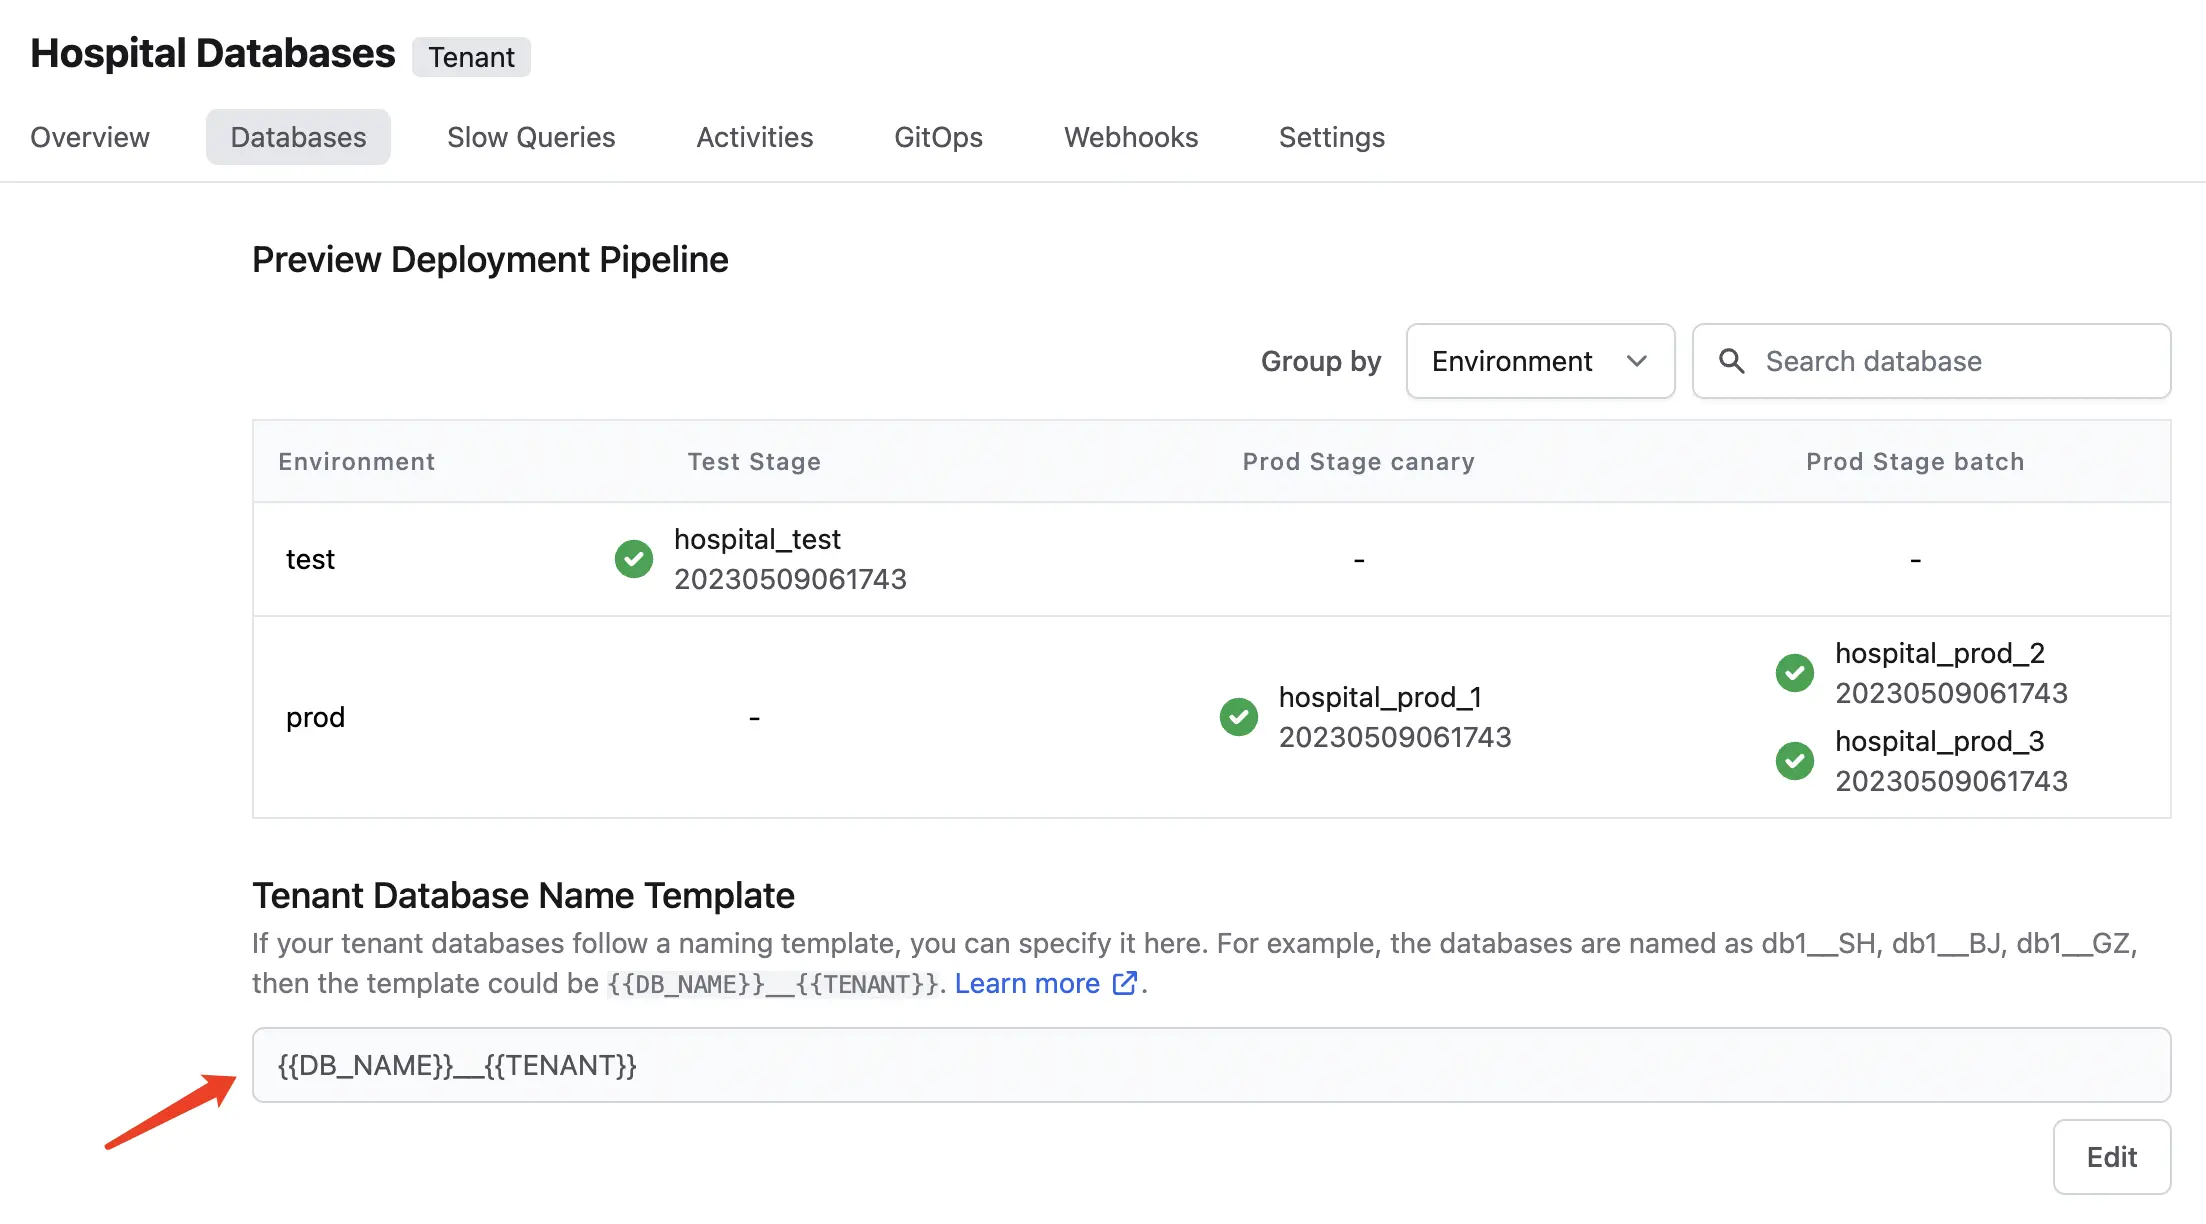 Hospital Databases Tenant
Overview Databases Slow Queries Activities GitOps Webhooks Settings
Preview Deployment Pipeline
Group by Environment Search database
Environment Test Stage Prod Stage canary Prod Stage batch
test hospital_test - -
20230509061743
prod - hospital_prod_1
20230509061743
hospital_prod_2
20230509061743
hospital_prod_3
20230509061743
Tenant Database Name Template
If your tenant databases follow a naming template, you can specify it here. For example, the databases are named as db1__SH, db1__BJ, db1__GZ,
then the template could be {{DB_NAME}}__{{TENANT}}. Learn more .
{{DB_NAME}}__{{TENANT}}
Edit